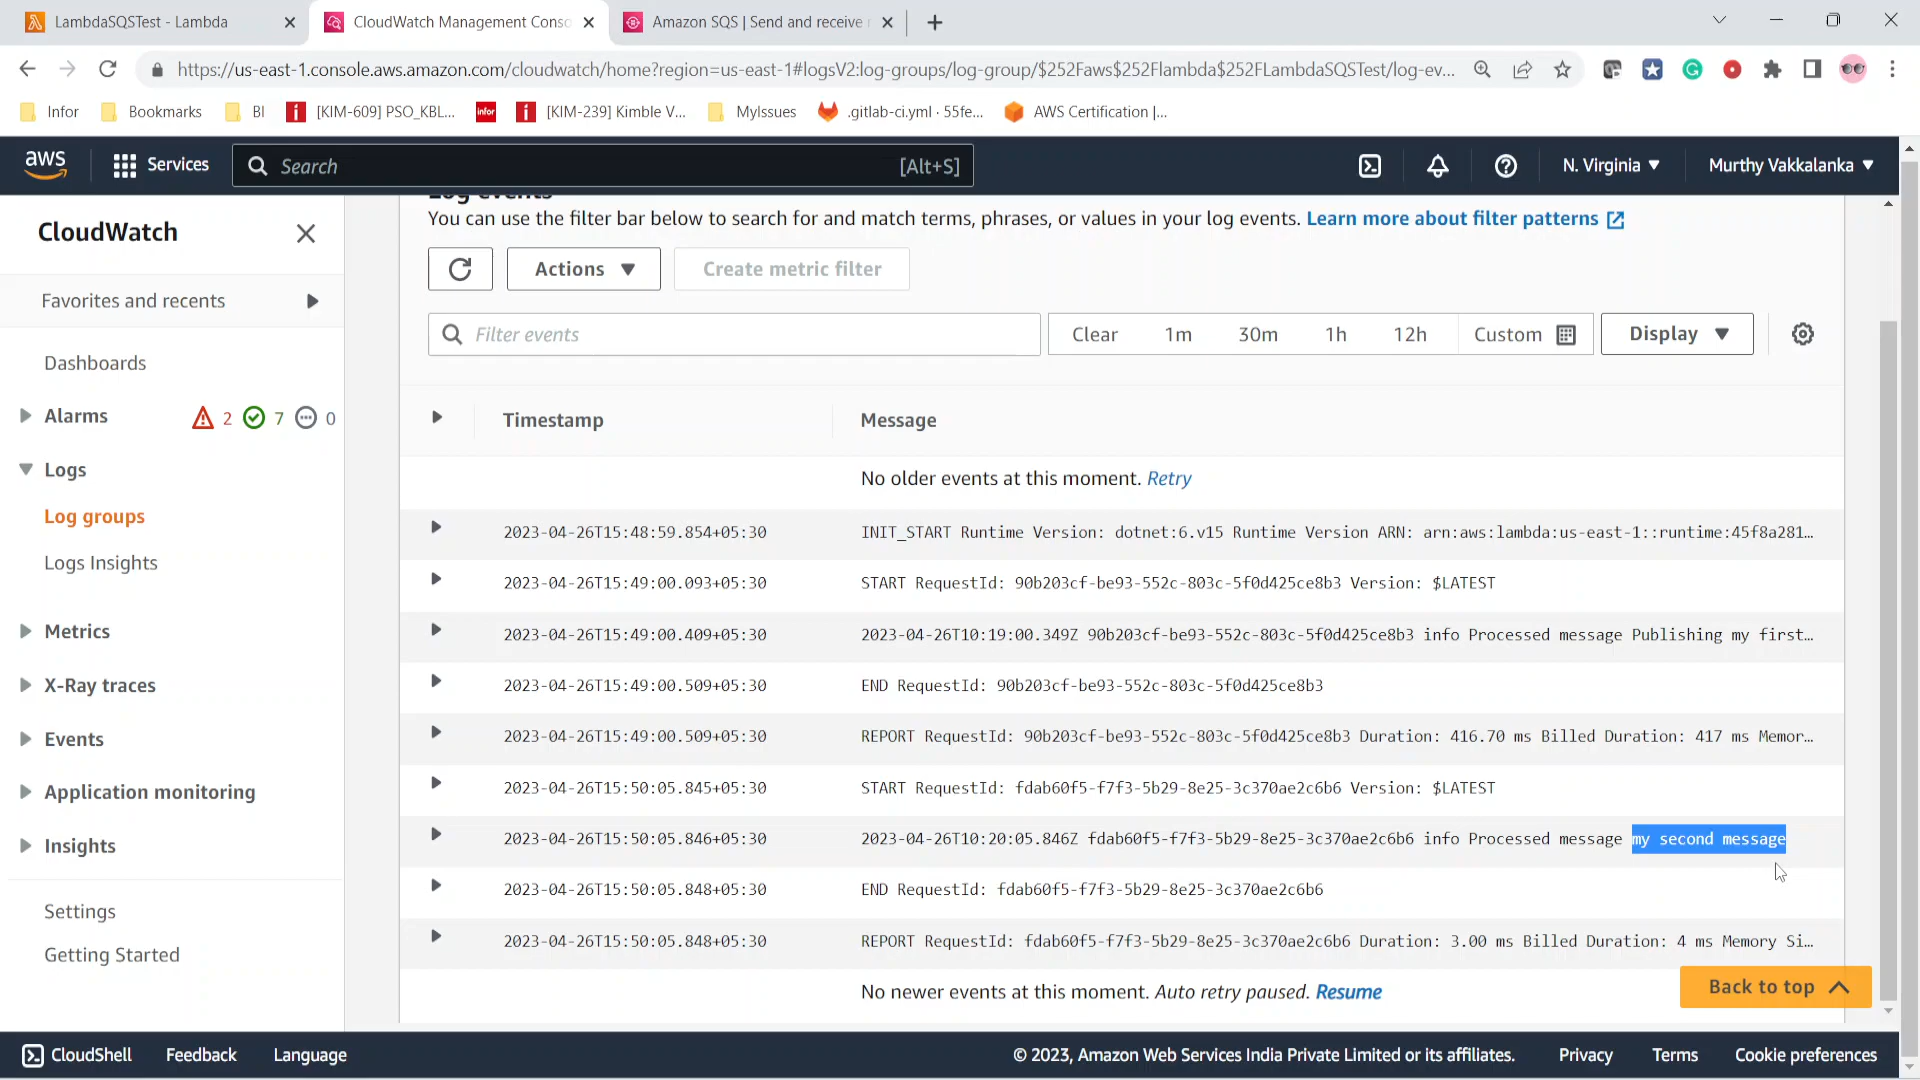 LambdaSQSTest - Lambda
CloudWatch Management Conso
Amazon SQS | Send and receive
https://us-east-1.console.aws.amazon.com/cloudwatch/home?region=us-east-1#logsV2:log-groups/log-group/$252Faws$252Flambda$252FLambdaSQSTest/log-ev...
Infor
Bookmarks
BI
[KIM-609] PSO_KBL...
infor
[KIM-239] Kimble V...
MyIssues
.gitlab-ci.yml · 55fe...
AWS Certification |...
aws
Services
Search
[Alt+S]
N. Virginia
Murthy Vakkalanka
CloudWatch
Favorites and recents
Dashboards
Alarms 2 7 0
Logs
Log groups
Logs Insights
Metrics
X-Ray traces
Events
Application monitoring
Insights
Settings
Getting Started
Log events
You can use the filter bar below to search for and match terms, phrases, or values in your log events. Learn more about filter patterns
Actions
Create metric filter
Filter events
Clear 1m 30m 1h 12h Custom
Display
Timestamp Message
No older events at this moment. Retry
2023-04-26T15:48:59.854+05:30 INIT_START Runtime Version: dotnet:6.v15 Runtime Version ARN: arn:aws:lambda:us-east-1::runtime:45f8a281...
2023-04-26T15:49:00.093+05:30 START RequestId: 90b203cf-be93-552c-803c-5f0d425ce8b3 Version: $LATEST
2023-04-26T15:49:00.409+05:30 2023-04-26T10:19:00.349Z 90b203cf-be93-552c-803c-5f0d425ce8b3 info Processed message Publishing my first...
2023-04-26T15:49:00.509+05:30 END RequestId: 90b203cf-be93-552c-803c-5f0d425ce8b3
2023-04-26T15:49:00.509+05:30 REPORT RequestId: 90b203cf-be93-552c-803c-5f0d425ce8b3 Duration: 416.70 ms Billed Duration: 417 ms Memor...
2023-04-26T15:50:05.845+05:30 START RequestId: fdab60f5-f7f3-5b29-8e25-3c370ae2c6b6 Version: $LATEST
2023-04-26T15:50:05.846+05:30 2023-04-26T10:20:05.846Z fdab60f5-f7f3-5b29-8e25-3c370ae2c6b6 info Processed message my second message
2023-04-26T15:50:05.848+05:30 END RequestId: fdab60f5-f7f3-5b29-8e25-3c370ae2c6b6
2023-04-26T15:50:05.848+05:30 REPORT RequestId: fdab60f5-f7f3-5b29-8e25-3c370ae2c6b6 Duration: 3.00 ms Billed Duration: 4 ms Memory Si...
No newer events at this moment. Auto retry paused. Resume
Back to top
CloudShell Feedback Language
© 2023, Amazon Web Services India Private Limited or its affiliates. Privacy Terms Cookie preferences